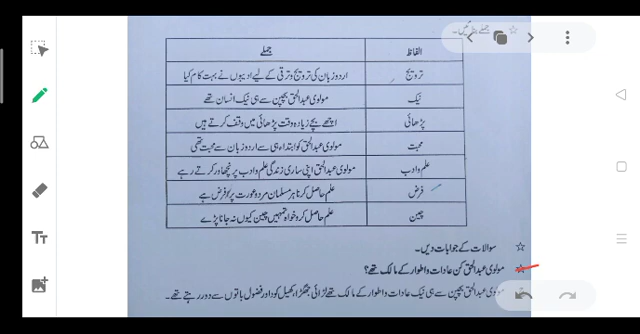 ☆ جملے بنائیں۔
الفاظ جملے
ترویج اردو زبان کی ترویج و ترقی کے لیے ادیبوں نے بہت کام کیا
نیک مولوی عبدالحق بچپن سے ہی نیک انسان تھے
پڑھائی اچھے بچے زیادہ وقت پڑھائی میں وقف کرتے ہیں
محبت مولوی عبدالحق کو ابتداء ہی سے اردو زبان سے محبت تھی
علم و ادب مولوی عبدالحق اپنی ساری زندگی علم و ادب پر نچھاور کرتے رہے
فرض علم حاصل کرنا ہر مسلمان مرد و عورت پر فرض ہے
چین علم حاصل کرو خواہ تمہیں چین کیوں نہ جانا پڑے
☆ سوالات کے جوابات دیں۔
☆ مولوی عبدالحق کن عادات و اطوار کے مالک تھے؟
مولوی عبدالحق بچپن سے ہی نیک عادات و اطوار کے مالک تھے لڑائی جھگڑا، کھیل کود اور فضول باتوں سے دور رہتے تھے۔
Tт